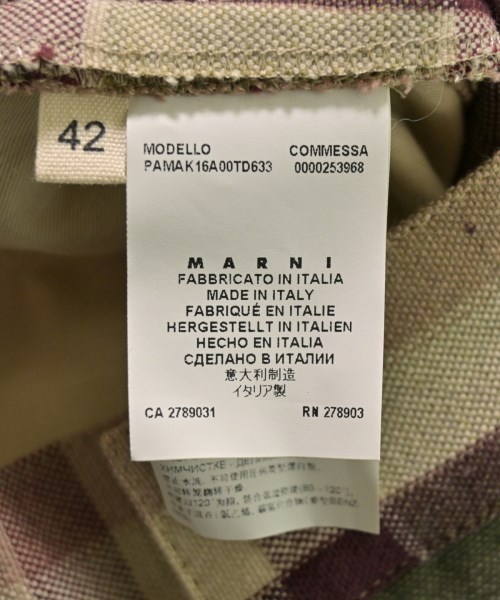 42
MODELLO COMMESSA
PAMAK16A00TD633 0000253968
MARNI
FABBRICATO IN ITALIA
MADE IN ITALY
FABRIQUÉ EN ITALIE
HERGESTELLT IN ITALIEN
HECHO EN ITALIA
СДЕЛАНО В ИТАЛИИ
意大利制造
イタリア製
CA 2789031 RN 278903